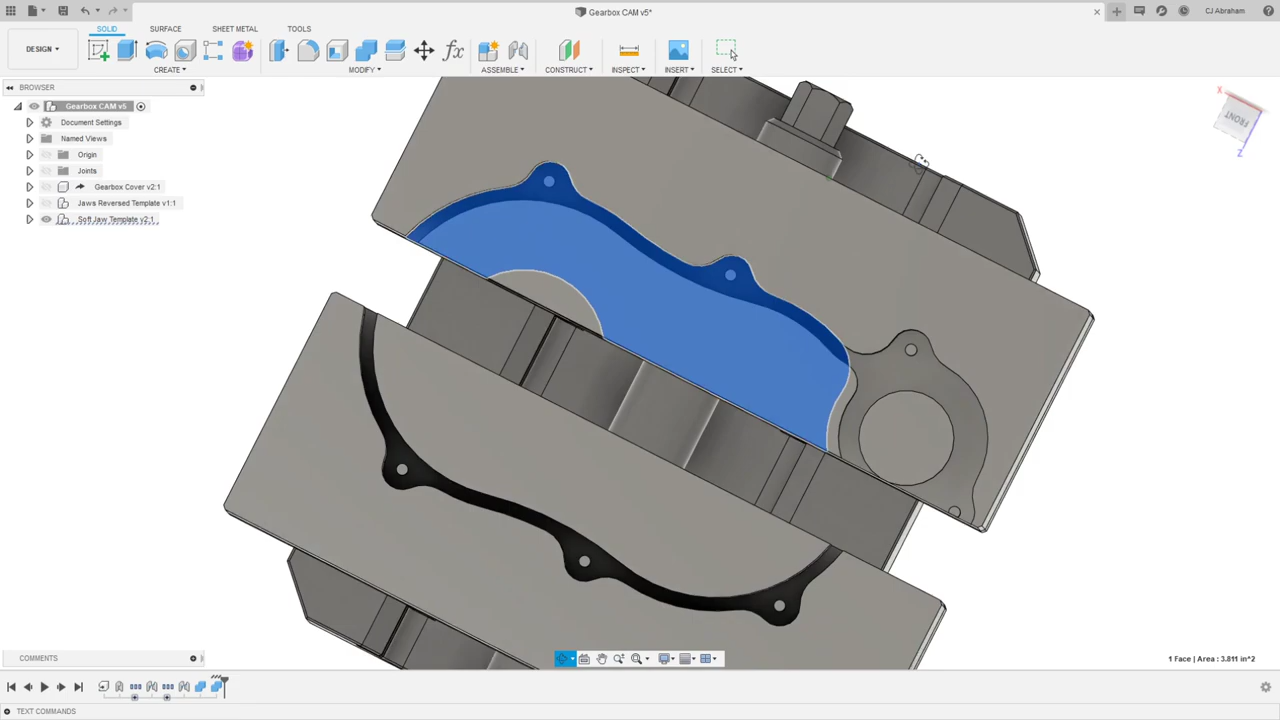 Gearbox CAM v5*
CJ Abraham
SOLID SURFACE SHEET METAL TOOLS
DESIGN
CREATE MODIFY ASSEMBLE CONSTRUCT INSPECT INSERT SELECT
BROWSER
Gearbox CAM v5
Document Settings
Named Views
Origin
Joints
Gearbox Cover v2:1
Jaws Reversed Template v1:1
Soft Jaw Template v2:1
X
FRONT
Z
COMMENTS
1 Face | Area : 3.811 in^2
TEXT COMMANDS